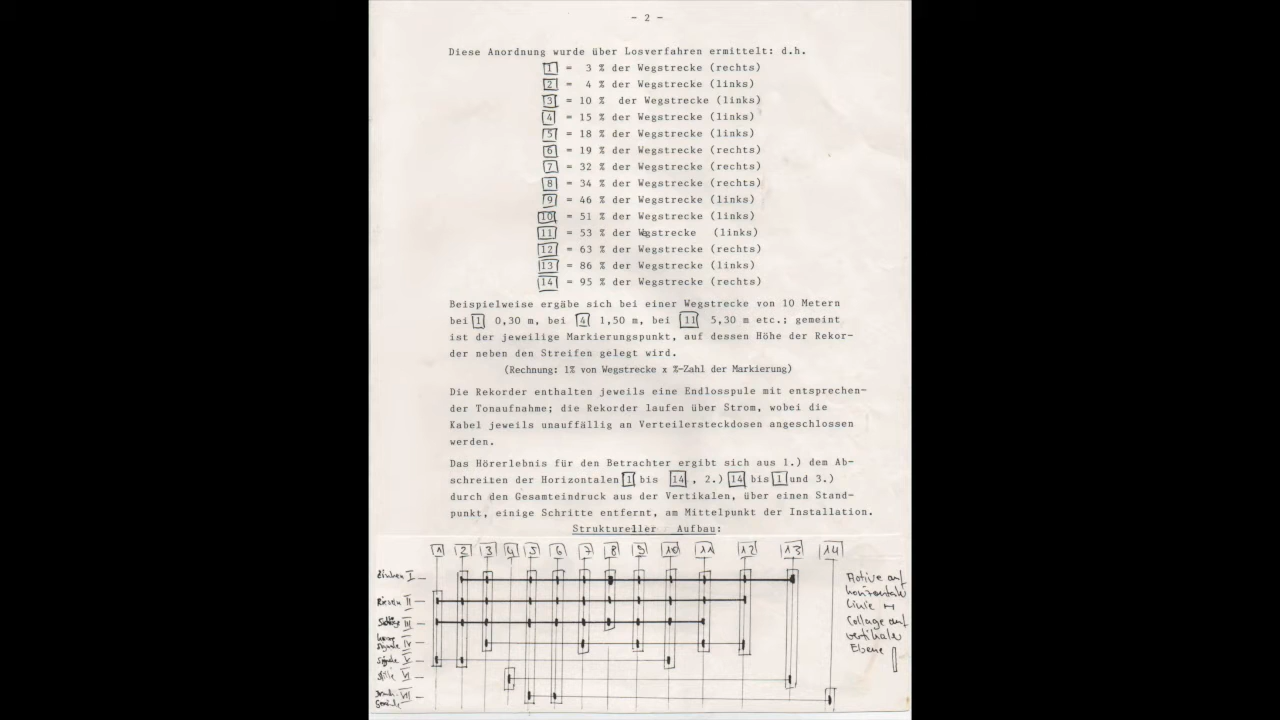 - 2 -
Diese Anordnung wurde über Losverfahren ermittelt: d.h.
1 = 3 % der Wegstrecke (rechts)
2 = 4 % der Wegstrecke (links)
3 = 10 % der Wegstrecke (links)
4 = 15 % der Wegstrecke (links)
5 = 18 % der Wegstrecke (links)
6 = 19 % der Wegstrecke (rechts)
7 = 32 % der Wegstrecke (rechts)
8 = 34 % der Wegstrecke (rechts)
9 = 46 % der Wegstrecke (links)
10 = 51 % der Wegstrecke (links)
11 = 53 % der Wegstrecke (links)
12 = 63 % der Wegstrecke (rechts)
13 = 86 % der Wegstrecke (links)
14 = 95 % der Wegstrecke (rechts)
Beispielweise ergäbe sich bei einer Wegstrecke von 10 Metern
bei 1 0,30 m, bei 4 1,50 m, bei 11 5,30 m etc.; gemeint
ist der jeweilige Markierungspunkt, auf dessen Höhe der Rekor-
der neben den Streifen gelegt wird.
(Rechnung: 1% von Wegstrecke x %-Zahl der Markierung)
Die Rekorder enthalten jeweils eine Endlosspule mit entsprechen-
der Tonaufnahme; die Rekorder laufen über Strom, wobei die
Kabel jeweils unauffällig an Verteilersteckdosen angeschlossen
werden.
Das Hörerlebnis für den Betrachter ergibt sich aus 1.) dem Ab-
schreiten der Horizontalen 1 bis 14 , 2.) 14 bis 1 und 3.)
durch den Gesamteindruck aus der Vertikalen, über einen Stand-
punkt, einige Schritte entfernt, am Mittelpunkt der Installation.
Struktureller Aufbau:
1 2 3 4 5 6 7 8 9 10 11 12 13 14
I
II
III
IV
V
VI
VII
Motive auf
horizontale
Linie
Collage auf
vertikale
Ebene